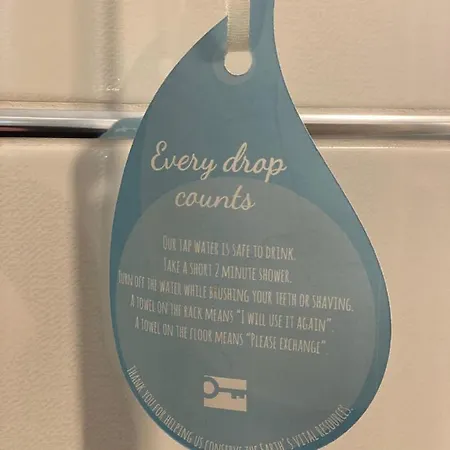 Every drop
counts
Our tap water is safe to drink.
Take a short 2 minute shower.
Turn off the water while brushing your teeth or shaving.
A towel on the rack means “I will use it again”.
A towel on the floor means “Please exchange”.
Thank you for helping us conserve the Earth's vital resources.